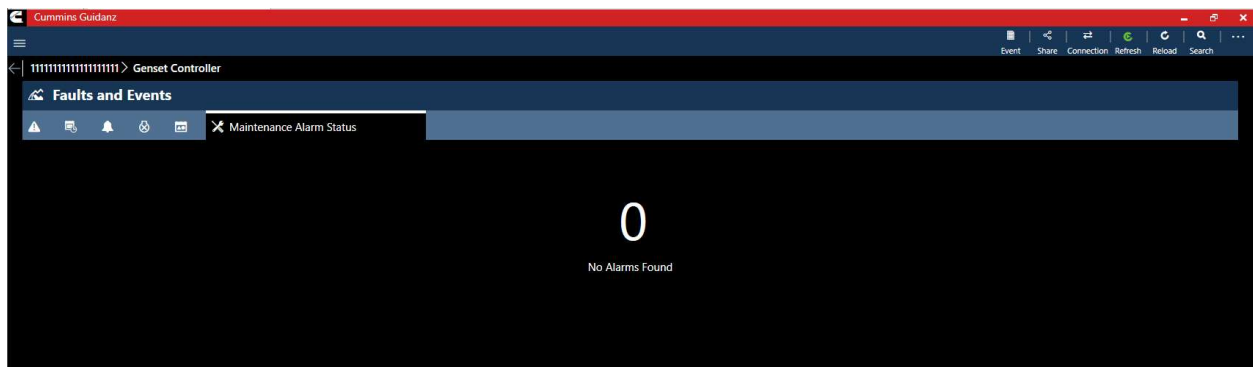 Cummins Guidanz
Event Share Connection Refresh Reload Search
11111111111111111111 > Genset Controller
Faults and Events
Maintenance Alarm Status
0
No Alarms Found